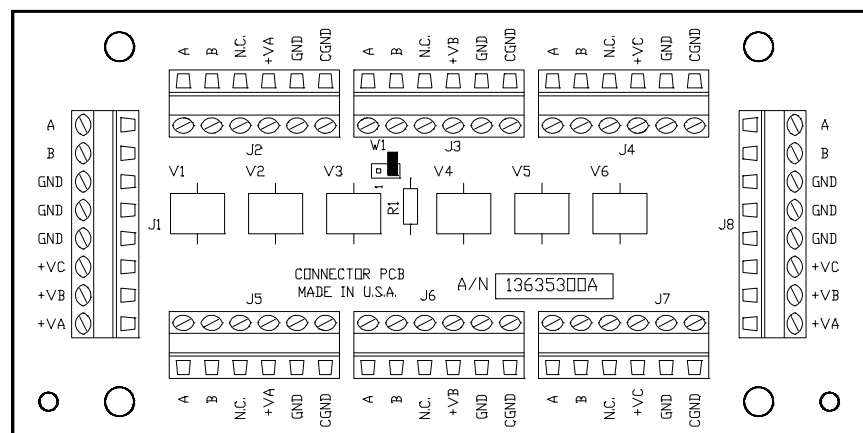 A B N.C. +VA GND CGND
A B N.C. +VB GND CGND
A B N.C. +VC GND CGND
J2
J3
J4
A
B
GND
GND
GND
+VC
+VB
+VA
J1
W1
1
R1
V1
V2
V3
V4
V5
V6
J8
A
B
GND
GND
GND
+VC
+VB
+VA
CONNECTOR PCB
MADE IN U.S.A.
A/N 13635300A
J5
J6
J7
A B N.C. +VA GND CGND
A B N.C. +VB GND CGND
A B N.C. +VC GND CGND